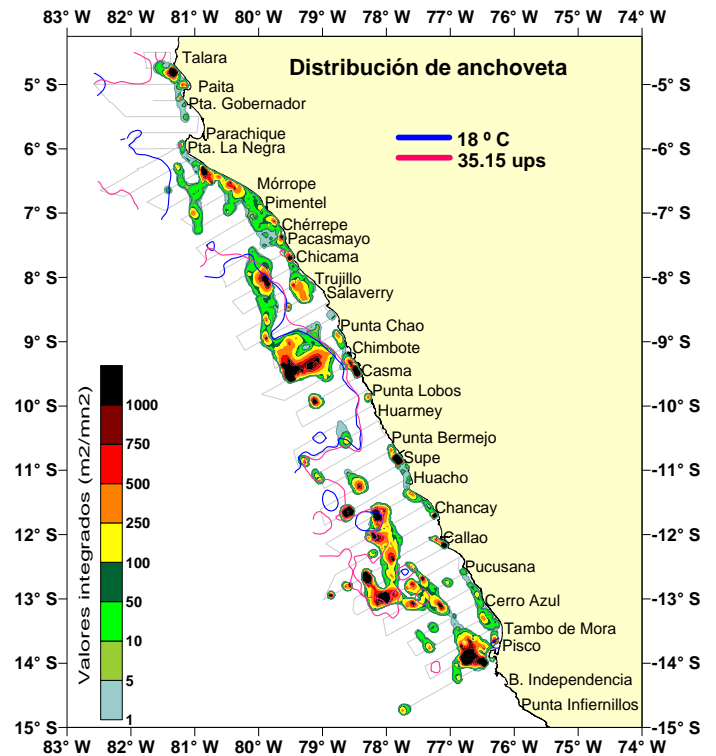 83 W 82 W 81 W 80 W 79 W 78 W 77 W 76 W 75 W 74 W
Distribución de anchoveta
18 º C
35.15 ups
Talara
Paita
Pta. Gobernador
Parachique
Pta. La Negra
Mórrope
Pimentel
Chérrepe
Pacasmayo
Chicama
Trujillo
Salaverry
Punta Chao
Chimbote
Casma
Punta Lobos
Huarmey
Punta Bermejo
Supe
Huacho
Chancay
Callao
Pucusana
Cerro Azul
Tambo de Mora
Pisco
B. Independencia
Punta Infiernillos
5° S
6° S
7° S
8° S
9° S
10° S
11° S
12° S
13° S
14° S
15° S
-5° S
-6° S
-7° S
-8° S
-9° S
-10° S
-11° S
-12° S
-13° S
-14° S
-15° S
Valores integrados (m2/mn2)
1000
750
500
250
100
50
10
5
1
83 W 82 W 81 W 80 W 79 W 78 W 77 W 76 W 75 W 74 W